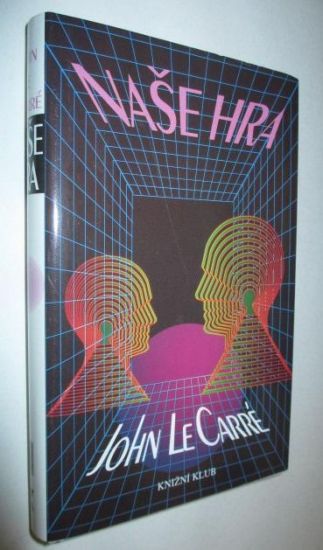 NAŠE HRA
JOHN LE CARRÉ
KNIŽNÍ KLUB